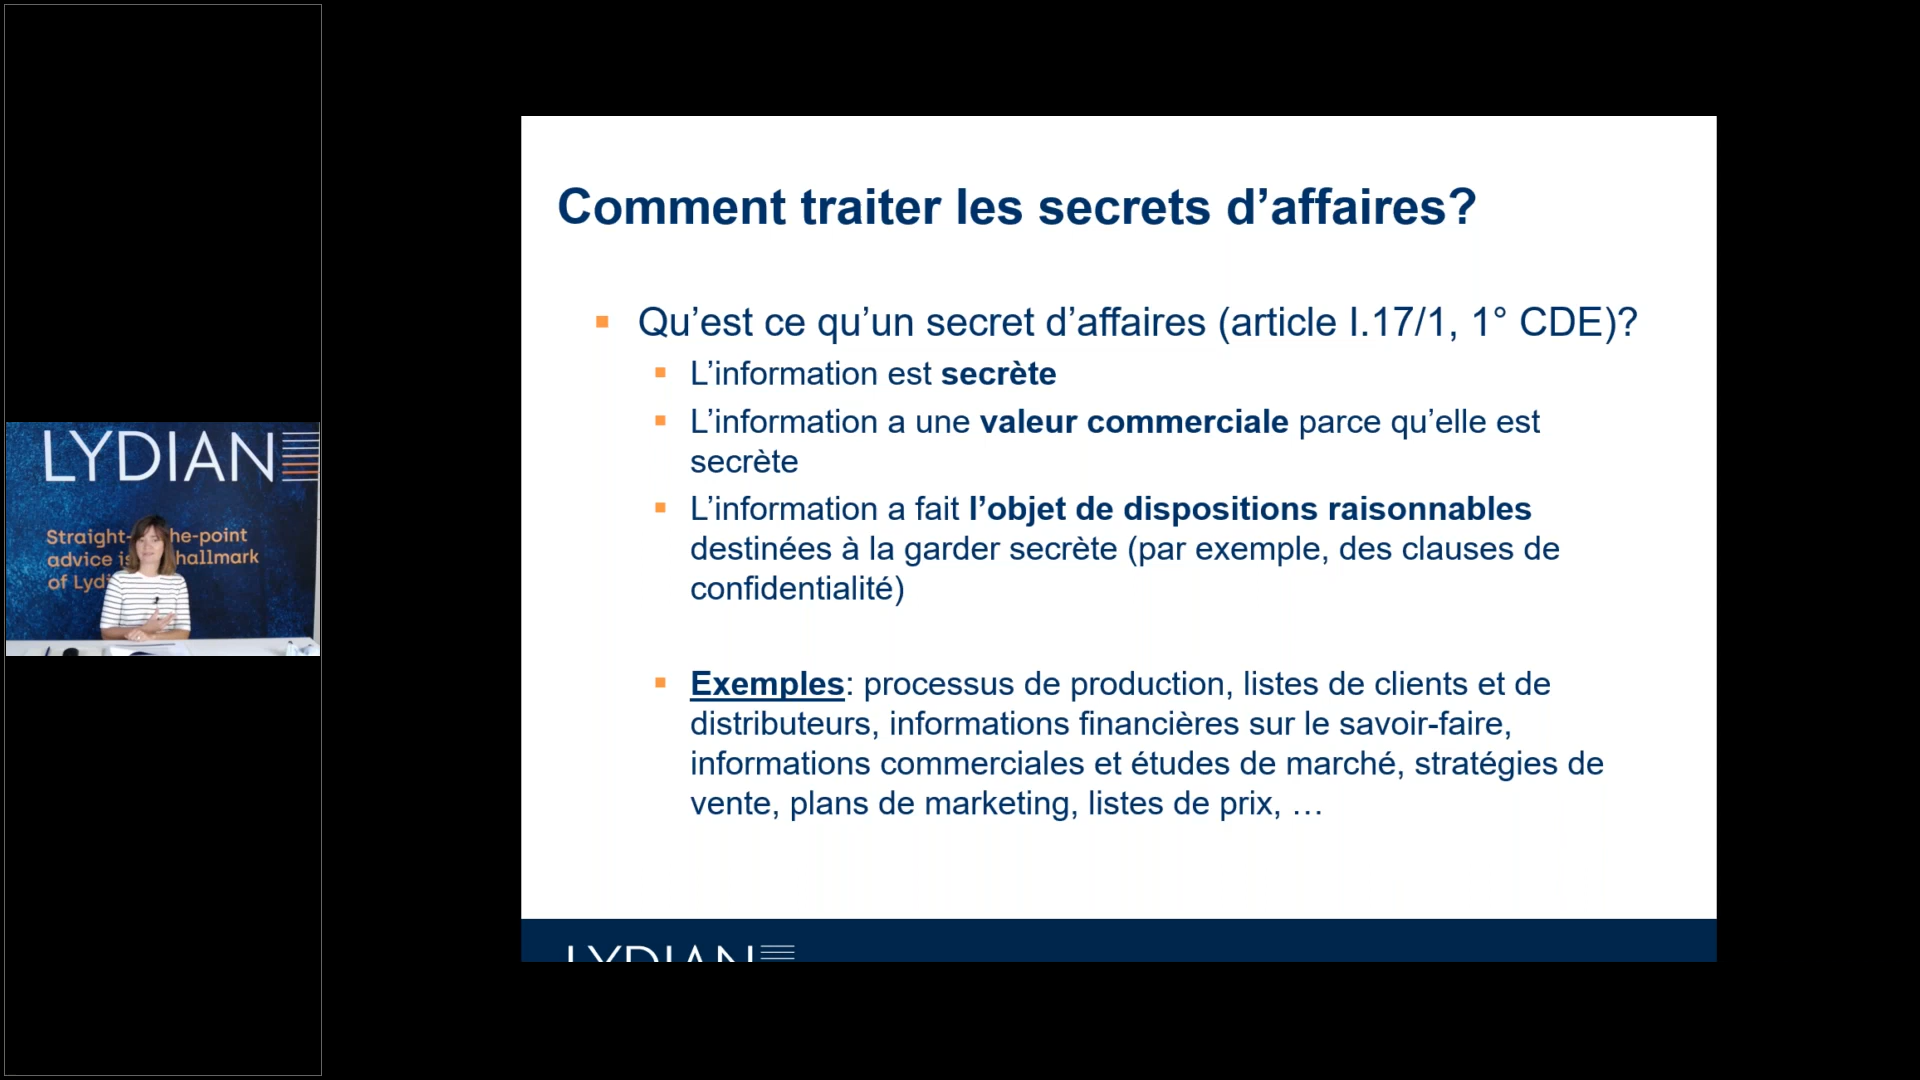 LYDIAN
Straight- he-point
advice is hallmark
of Lydi
Comment traiter les secrets d’affaires?
Qu’est ce qu’un secret d’affaires (article I.17/1, 1° CDE)?
L’information est secrète
L’information a une valeur commerciale parce qu’elle est
secrète
L’information a fait l’objet de dispositions raisonnables
destinées à la garder secrète (par exemple, des clauses de
confidentialité)
Exemples: processus de production, listes de clients et de
distributeurs, informations financières sur le savoir-faire,
informations commerciales et études de marché, stratégies de
vente, plans de marketing, listes de prix, …
LYDIAN